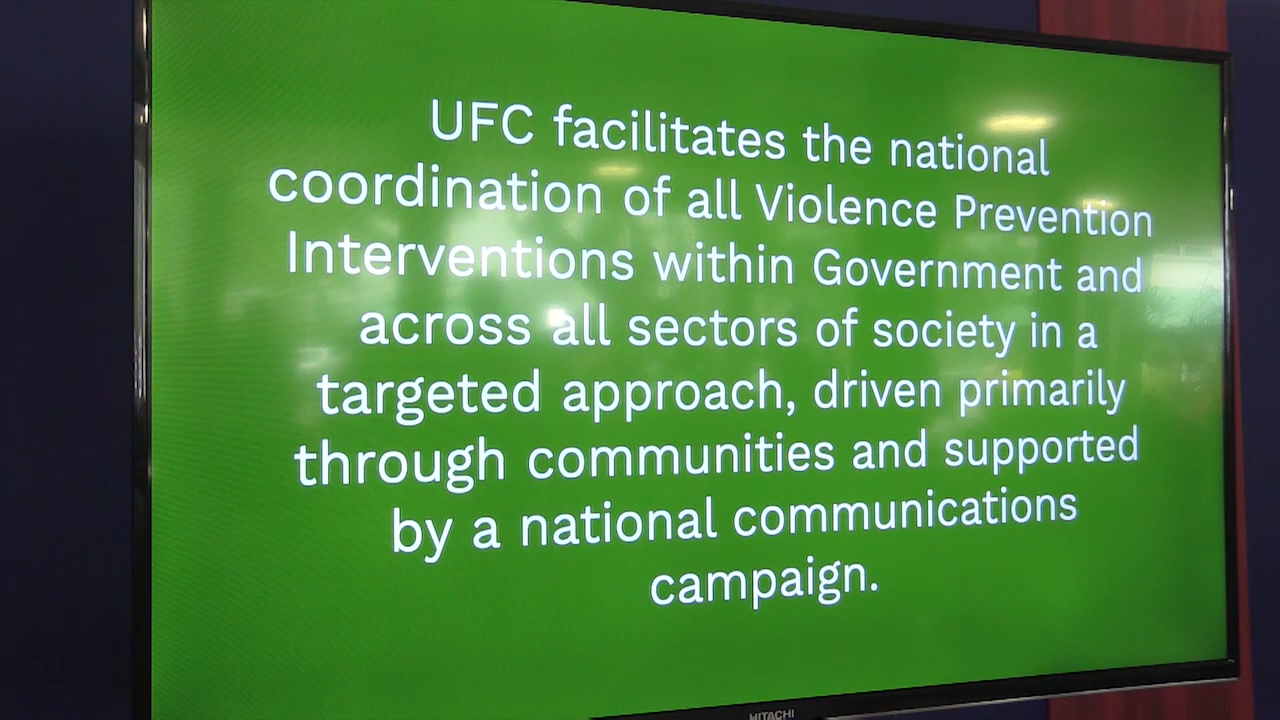 UFC facilitates the national
coordination of all Violence Prevention
Interventions within Government and
across all sectors of society in a
targeted approach, driven primarily
through communities and supported
by a national communications
campaign.
HITACHI